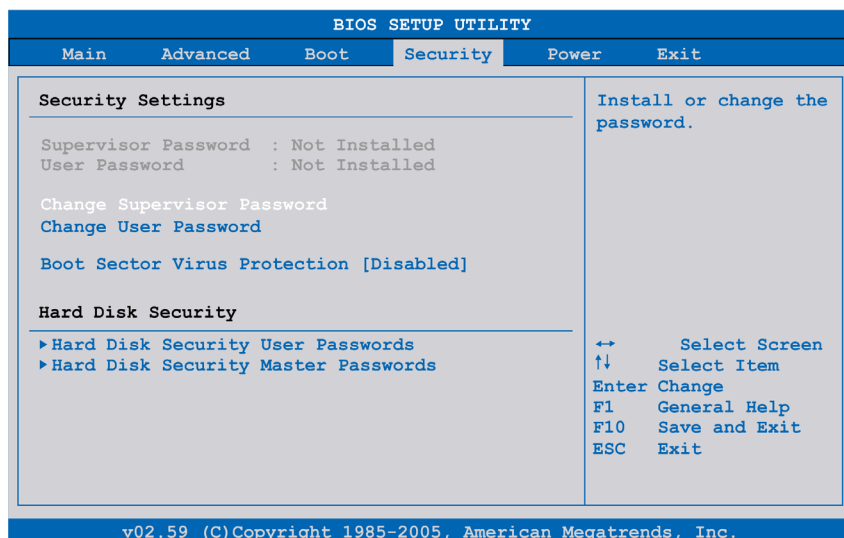 BIOS SETUP UTILITY
Main Advanced Boot Security Power Exit
Security Settings
Supervisor Password : Not Installed
User Password : Not Installed
Change Supervisor Password
Change User Password
Boot Sector Virus Protection [Disabled]
Hard Disk Security
Hard Disk Security User Passwords
Hard Disk Security Master Passwords
Install or change the
password.
↔ Select Screen
↑↓ Select Item
Enter Change
F1 General Help
F10 Save and Exit
ESC Exit
v02.59 (C)Copyright 1985-2005, American Megatrends, Inc.